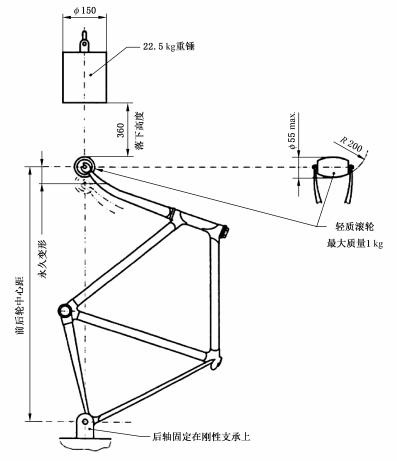 φ150
22.5 kg重锤
360
落下高度
φ55 max.
R 200
轻质滚轮
最大质量1 kg
永久变形
前后轮中心距
后轴固定在刚性支承上